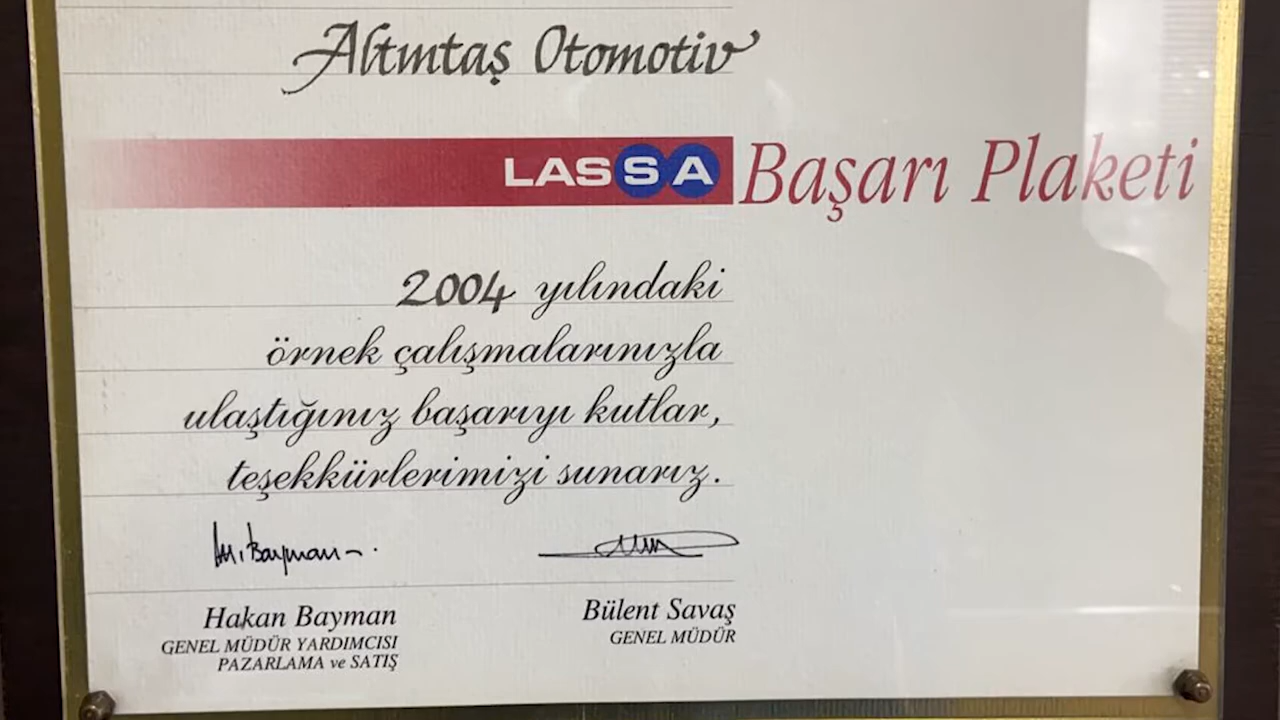 Altıntaş Otomotiv
LASSA Başarı Plaketi
2004 yılındaki
örnek çalışmalarınızla
ulaştığınız başarıyı kutlar,
teşekkürlerimizi sunarız.
Hakan Bayman
GENEL MÜDÜR YARDIMCISI
PAZARLAMA ve SATIŞ
Bülent Savaş
GENEL MÜDÜR